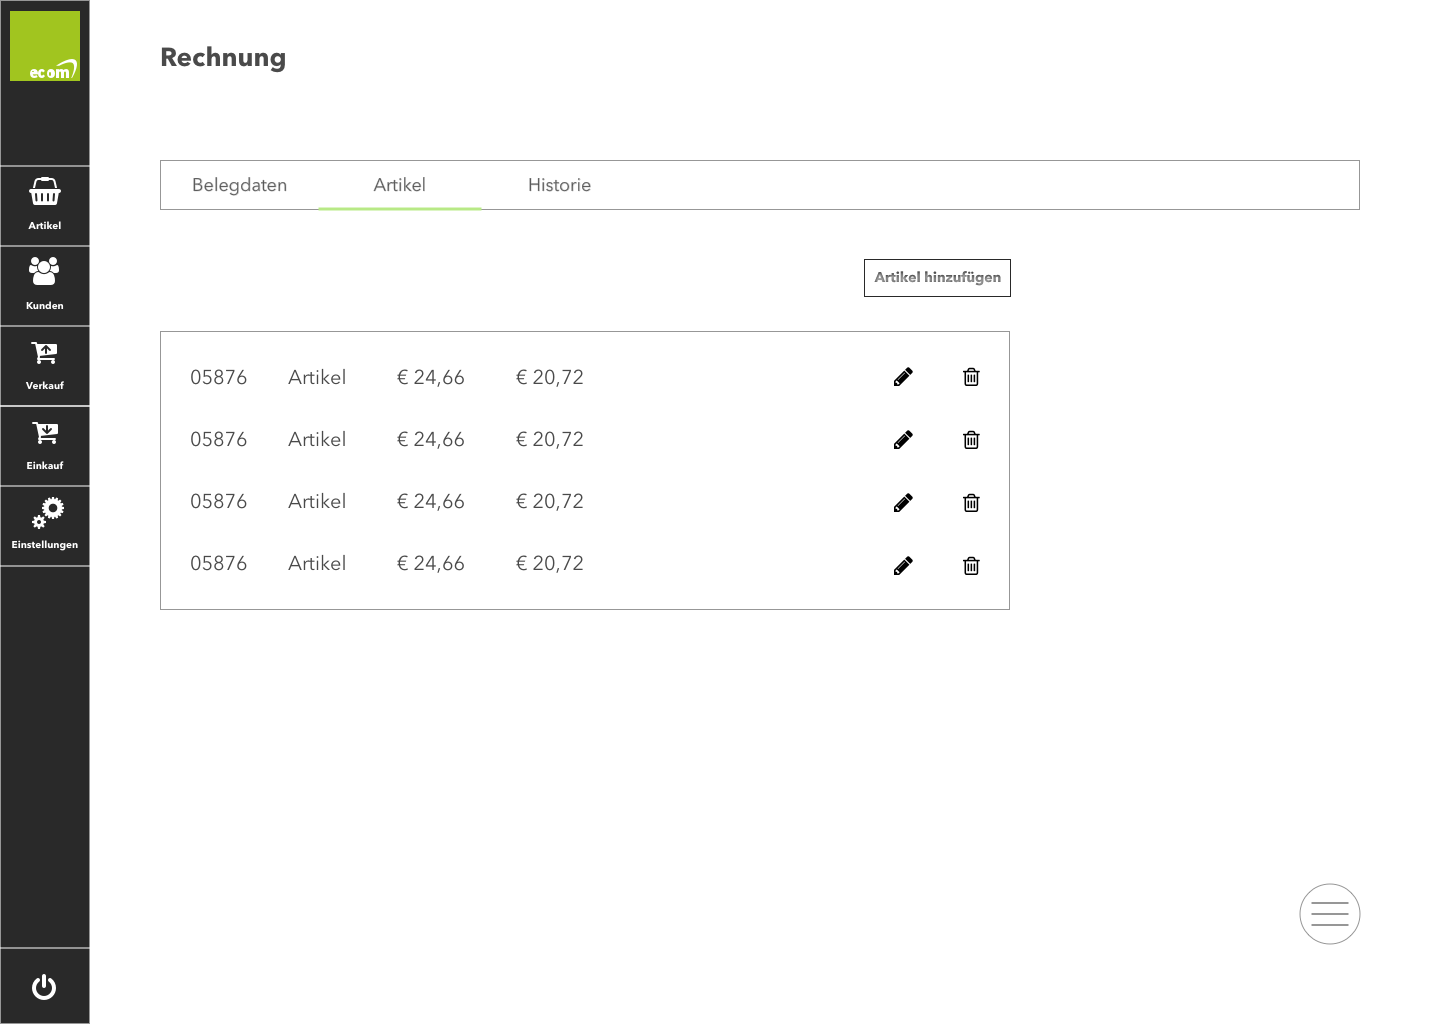 ecom
Rechnung
Artikel
Kunden
Verkauf
Einkauf
Einstellungen
Belegdaten Artikel Historie
Artikel hinzufügen
05876 Artikel € 24,66 € 20,72
05876 Artikel € 24,66 € 20,72
05876 Artikel € 24,66 € 20,72
05876 Artikel € 24,66 € 20,72